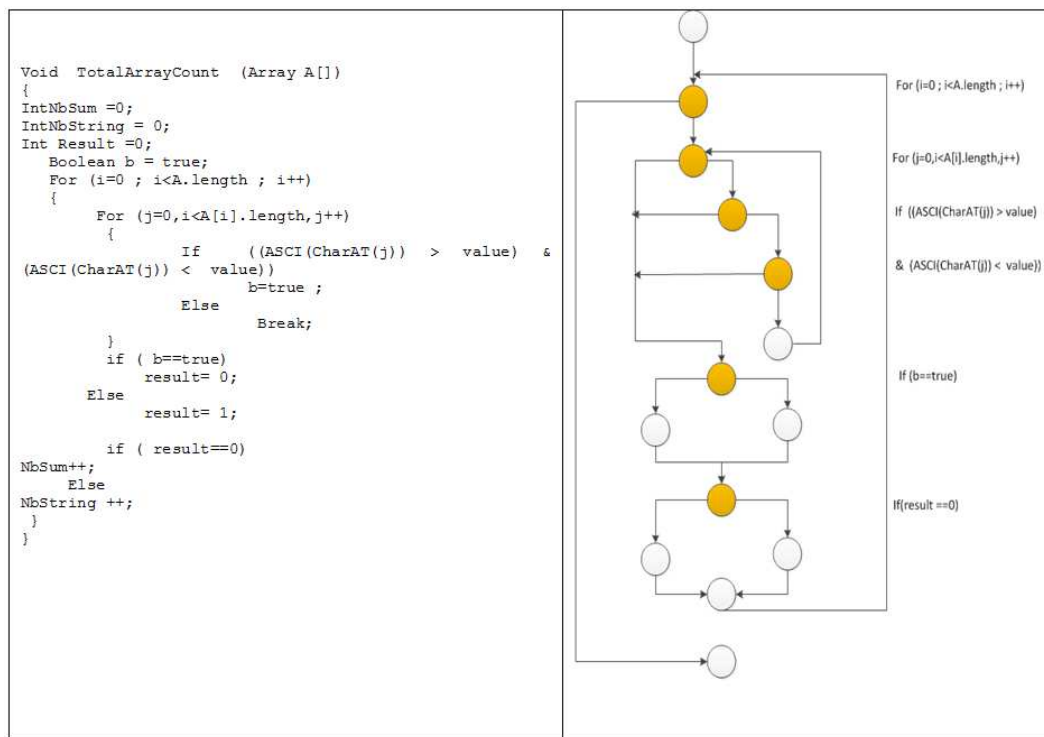 Void TotalArrayCount (Array A[])
{
IntNbSum =0;
IntNbString = 0;
Int Result =0;
Boolean b = true;
For (i=0 ; i<A.length ; i++)
{
For (j=0,i<A[i].length,j++)
{
If ((ASCI(CharAT(j)) > value) &
(ASCI(CharAT(j)) < value))
b=true ;
Else
Break;
}
if ( b==true)
result= 0;
Else
result= 1;
if ( result==0)
NbSum++;
Else
NbString ++;
}
}
For (i=0 ; i<A.length ; i++)
For (j=0,i<A[i].length,j++)
If ((ASCI(CharAT(j)) > value)
& (ASCI(CharAT(j)) < value))
If (b==true)
If(result ==0)